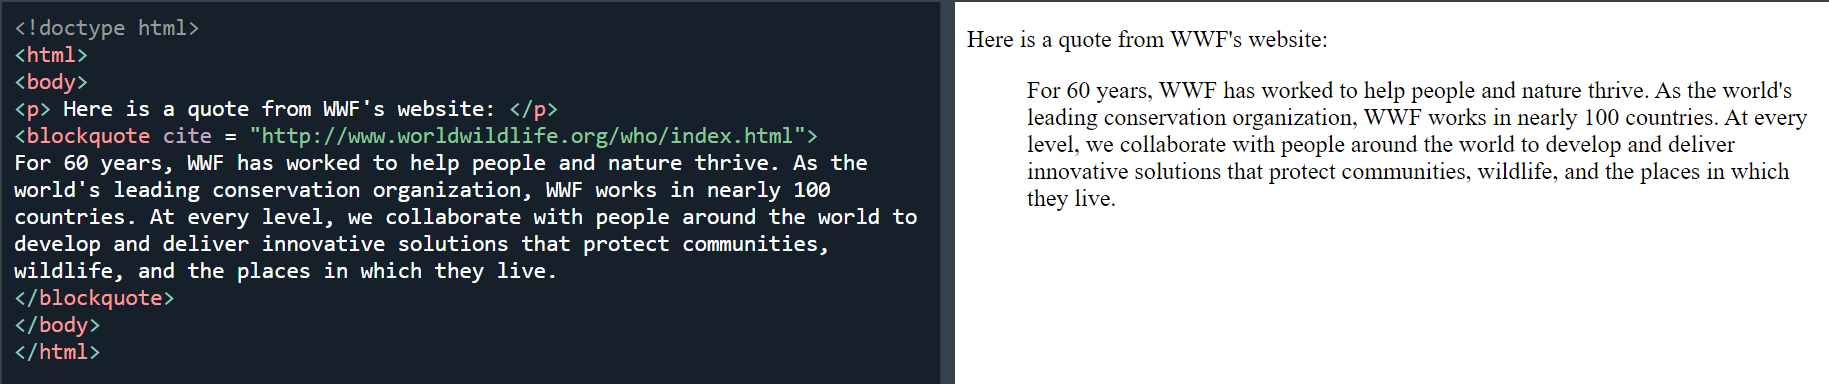 <!doctype html>
<html>
<body>
<p> Here is a quote from WWF's website: </p>
<blockquote cite = "http://www.worldwildlife.org/who/index.html">
For 60 years, WWF has worked to help people and nature thrive. As the
world's leading conservation organization, WWF works in nearly 100
countries. At every level, we collaborate with people around the world to
develop and deliver innovative solutions that protect communities,
wildlife, and the places in which they live.
</blockquote>
</body>
</html>
Here is a quote from WWF's website:
For 60 years, WWF has worked to help people and nature thrive. As the world's
leading conservation organization, WWF works in nearly 100 countries. At every
level, we collaborate with people around the world to develop and deliver
innovative solutions that protect communities, wildlife, and the places in which
they live.